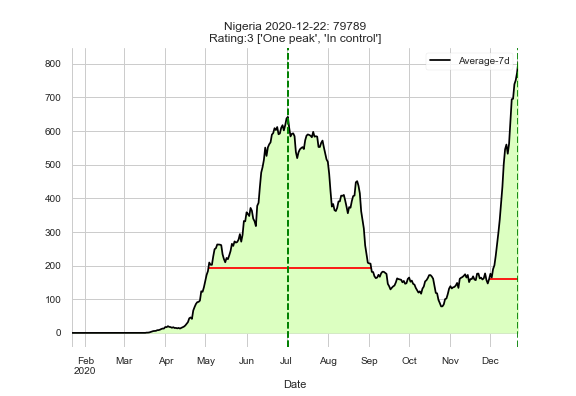 Nigeria 2020-12-22: 79789
Rating:3 ['One peak', 'In control']
Average-7d
800
700
600
500
400
300
200
100
0
Feb
2020
Mar
Apr
May
Jun
Jul
Aug
Sep
Oct
Nov
Dec
Date